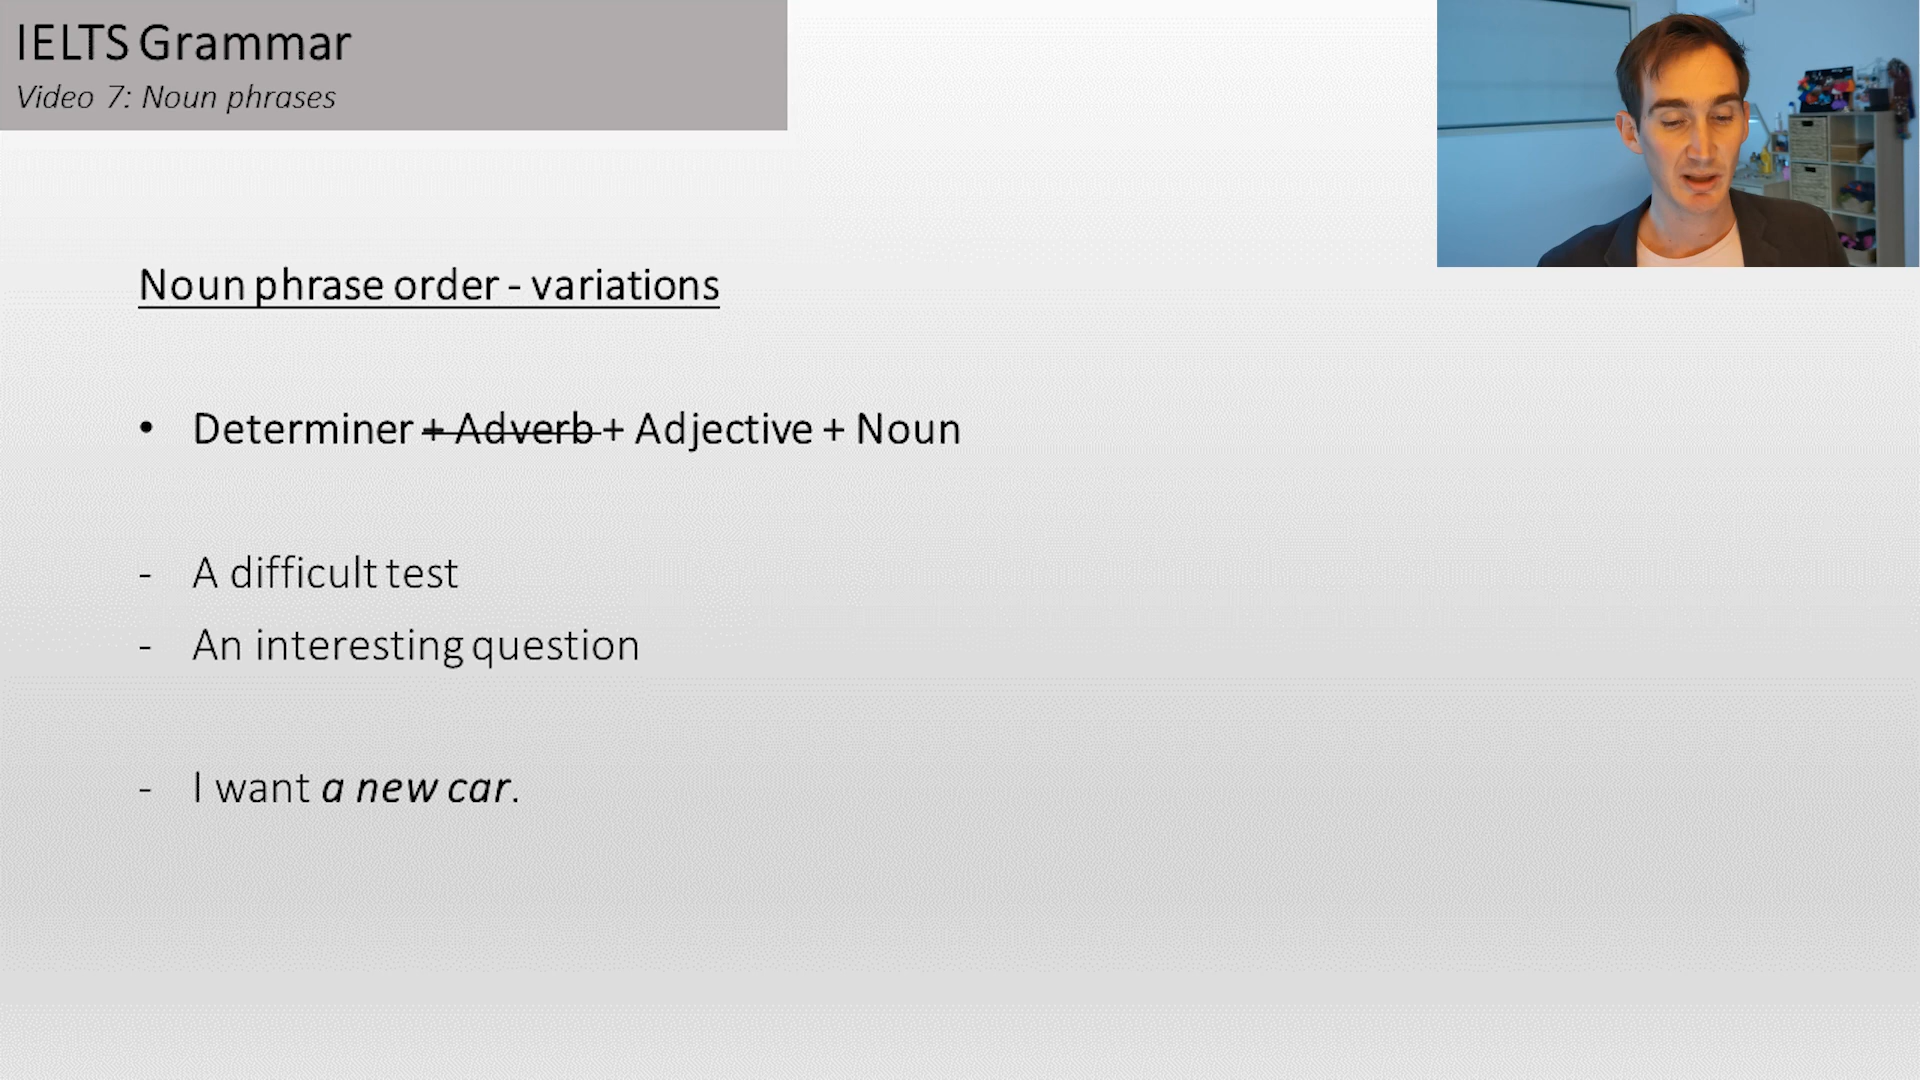 IELTS Grammar
Video 7: Noun phrases
Noun phrase order - variations
• Determiner + Adverb + Adjective + Noun
- A difficult test
- An interesting question
- I want a new car.